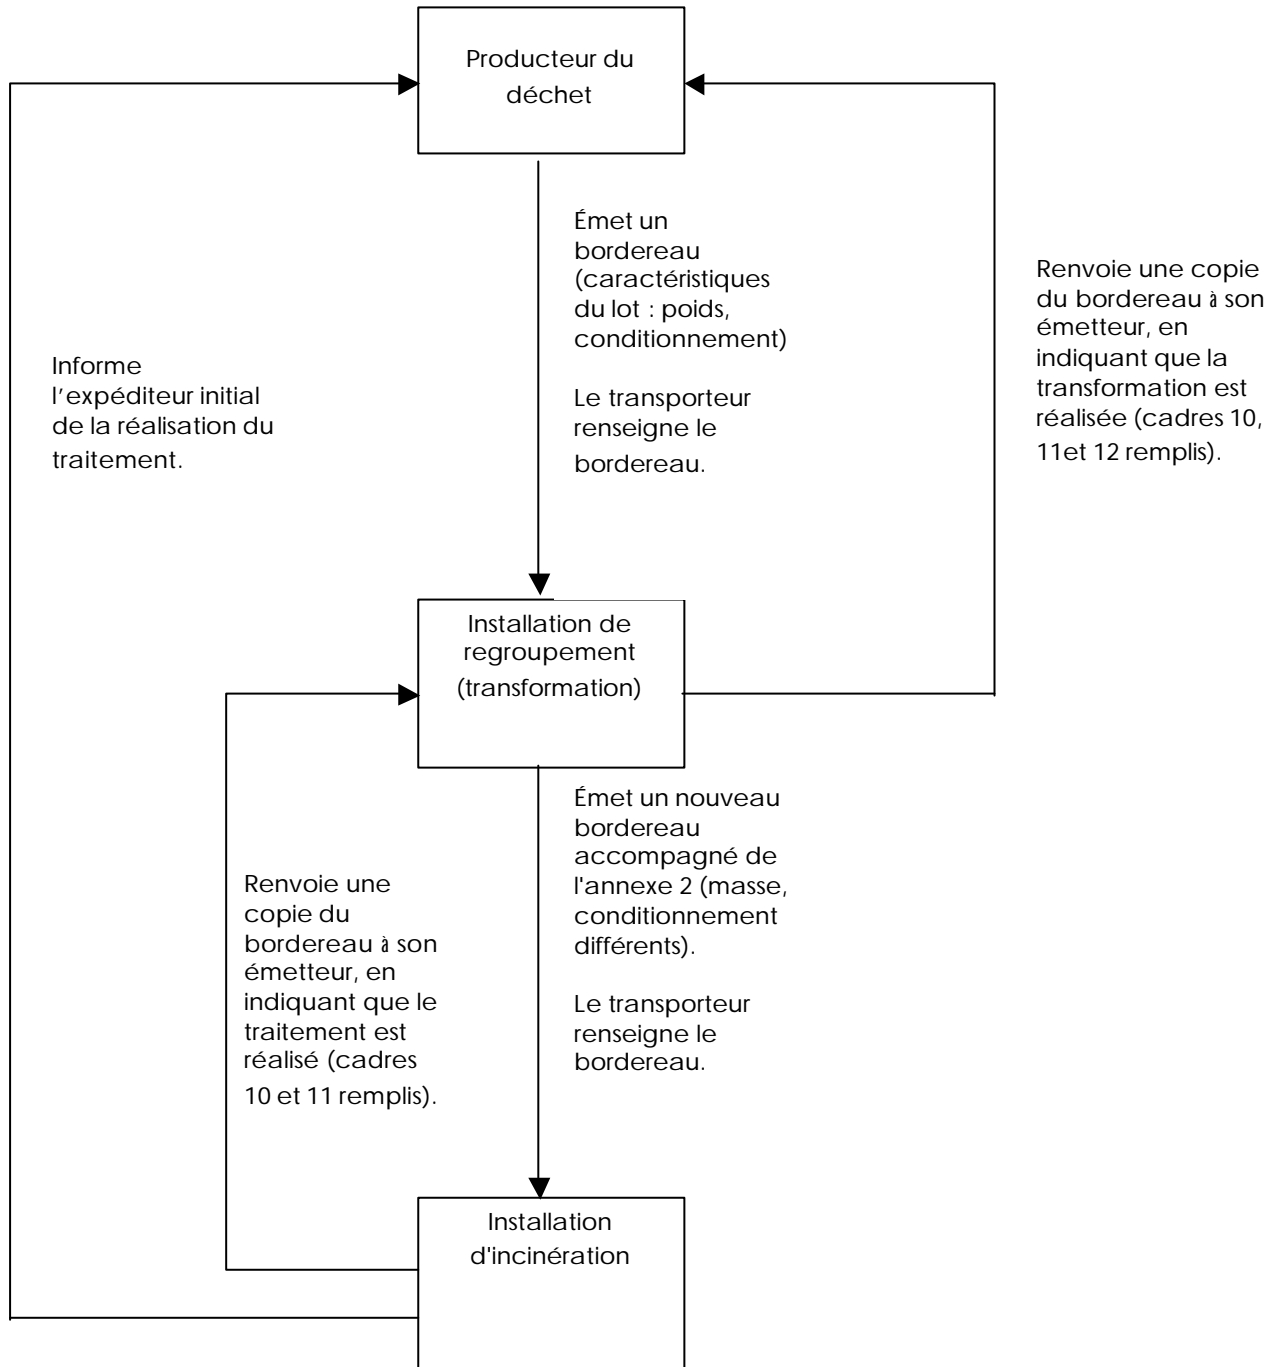 Producteur du
déchet
Émet un
bordereau
(caractéristiques
du lot : poids,
conditionnement)
Le transporteur
renseigne le
bordereau.
Renvoie une copie
du bordereau à son
émetteur, en
indiquant que la
transformation est
réalisée (cadres 10,
11et 12 remplis).
Informe
l’expéditeur initial
de la réalisation du
traitement.
Installation de
regroupement
(transformation)
Émet un nouveau
bordereau
accompagné de
l'annexe 2 (masse,
conditionnement
différents).
Le transporteur
renseigne le
bordereau.
Renvoie une
copie du
bordereau à son
émetteur, en
indiquant que le
traitement est
réalisé (cadres
10 et 11 remplis).
Installation
d'incinération